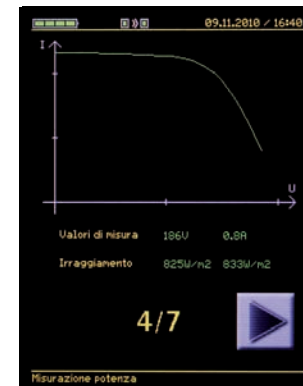 09.11.2010 / 16:40
I
U
Valori di misura 186V 0.8A
Irraggiamento 825W/m2 833W/m2
4/7
Misurazione potenza